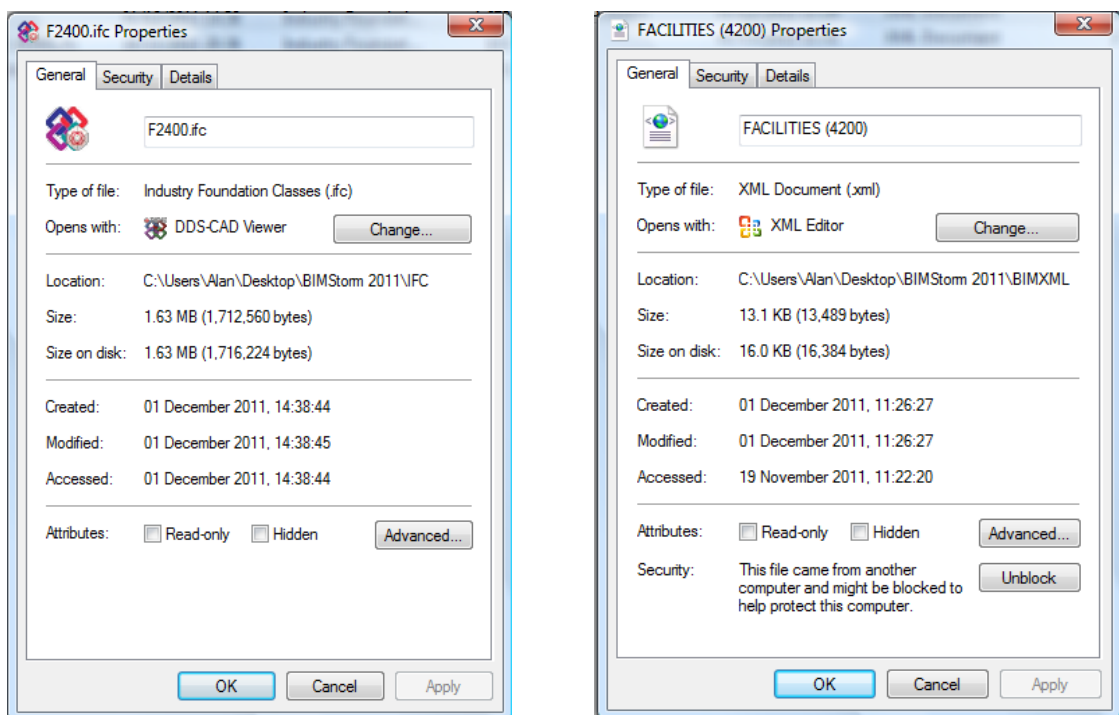 F2400.ifc Properties
General Security Details
F2400.ifc
Type of file: Industry Foundation Classes (.ifc)
Opens with: DDS-CAD Viewer Change...
Location: C:\Users\Alan\Desktop\BIMStorm 2011\IFC
Size: 1.63 MB (1,712,560 bytes)
Size on disk: 1.63 MB (1,716,224 bytes)
Created: 01 December 2011, 14:38:44
Modified: 01 December 2011, 14:38:45
Accessed: 01 December 2011, 14:38:44
Attributes: Read-only Hidden Advanced...
OK Cancel Apply
FACILITIES (4200) Properties
General Security Details
FACILITIES (4200)
Type of file: XML Document (.xml)
Opens with: XML Editor Change...
Location: C:\Users\Alan\Desktop\BIMStorm 2011\BIMXML
Size: 13.1 KB (13,489 bytes)
Size on disk: 16.0 KB (16,384 bytes)
Created: 01 December 2011, 11:26:27
Modified: 01 December 2011, 11:26:27
Accessed: 19 November 2011, 11:22:20
Attributes: Read-only Hidden Advanced...
Security: This file came from another
computer and might be blocked to
help protect this computer.
Unblock
OK Cancel Apply